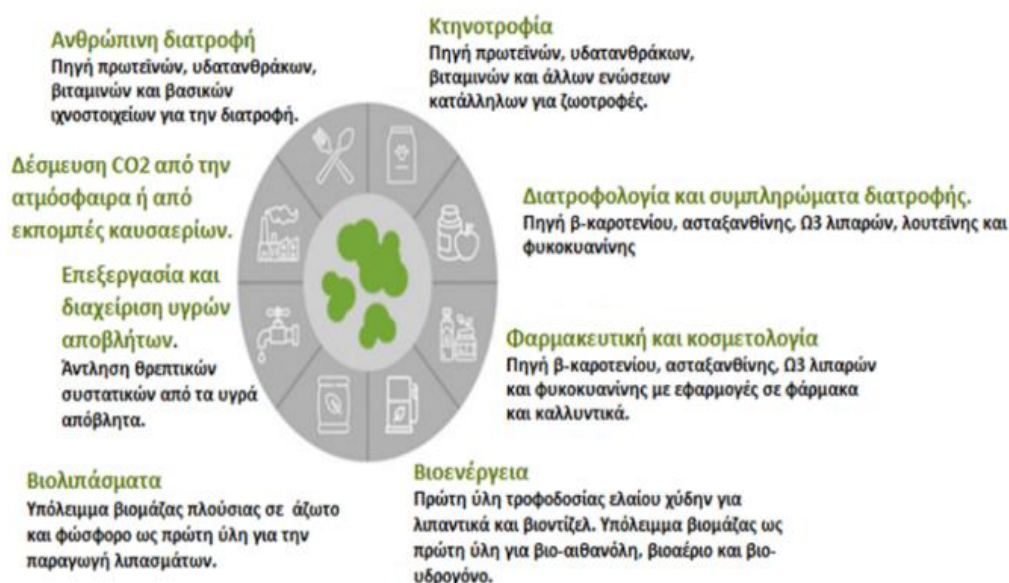 Ανθρώπινη διατροφή
Πηγή πρωτεϊνών, υδατανθράκων,
βιταμινών και βασικών
ιχνοστοιχείων για την διατροφή.
Κτηνοτροφία
Πηγή πρωτεϊνών, υδατανθράκων,
βιταμινών και άλλων ενώσεων
κατάλληλων για ζωοτροφές.
Δέσμευση CO2 από την
ατμόσφαιρα ή από
εκπομπές καυσαερίων.
Διατροφολογία και συμπληρώματα διατροφής.
Πηγή β-καροτενίου, ασταξανθίνης, Ω3 λιπαρών, λουτεΐνης και
φυκοκυανίνης
Επεξεργασία και
διαχείριση υγρών
αποβλήτων.
Άντληση θρεπτικών
συστατικών από τα υγρά
απόβλητα.
Φαρμακευτική και κοσμετολογία
Πηγή β-καροτενίου, ασταξανθίνης, Ω3 λιπαρών
και φυκοκυανίνης με εφαρμογές σε φάρμακα
και καλλυντικά.
Βιολιπάσματα
Υπόλειμμα βιομάζας πλούσιας σε άζωτο
και φώσφορο ως πρώτη ύλη για την
παραγωγή λιπασμάτων.
Βιοενέργεια
Πρώτη ύλη τροφοδοσίας ελαίου χύδην για
λιπαντικά και βιοντίζελ. Υπόλειμμα βιομάζας ως
πρώτη ύλη για βιο-αιθανόλη, βιοαέριο και βιο-
υδρογόνο.